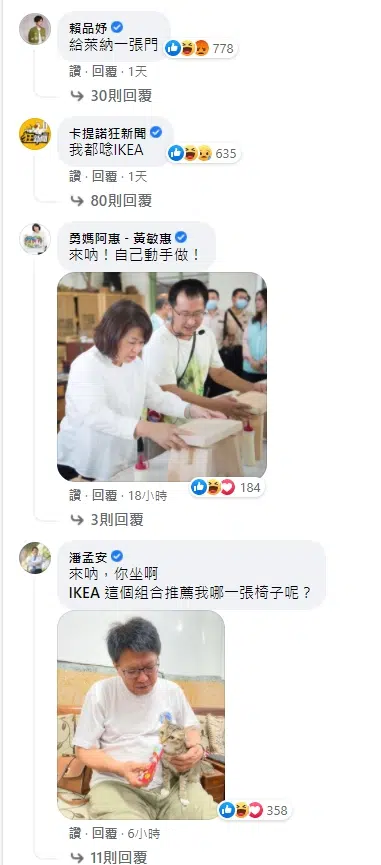 賴品妤
給萊納一張門
778
讚·回覆·1天
30則回覆
卡提諾狂新聞
我都唸IKEA
635
讚·回覆·1天
80則回覆
勇媽阿惠 - 黃敏惠
來吶！自己動手做！
讚·回覆·18小時
184
3則回覆
潘孟安
來吶，你坐啊
IKEA 這個組合推薦我哪一張椅子呢？
358
讚·回覆·6小時
11則回覆